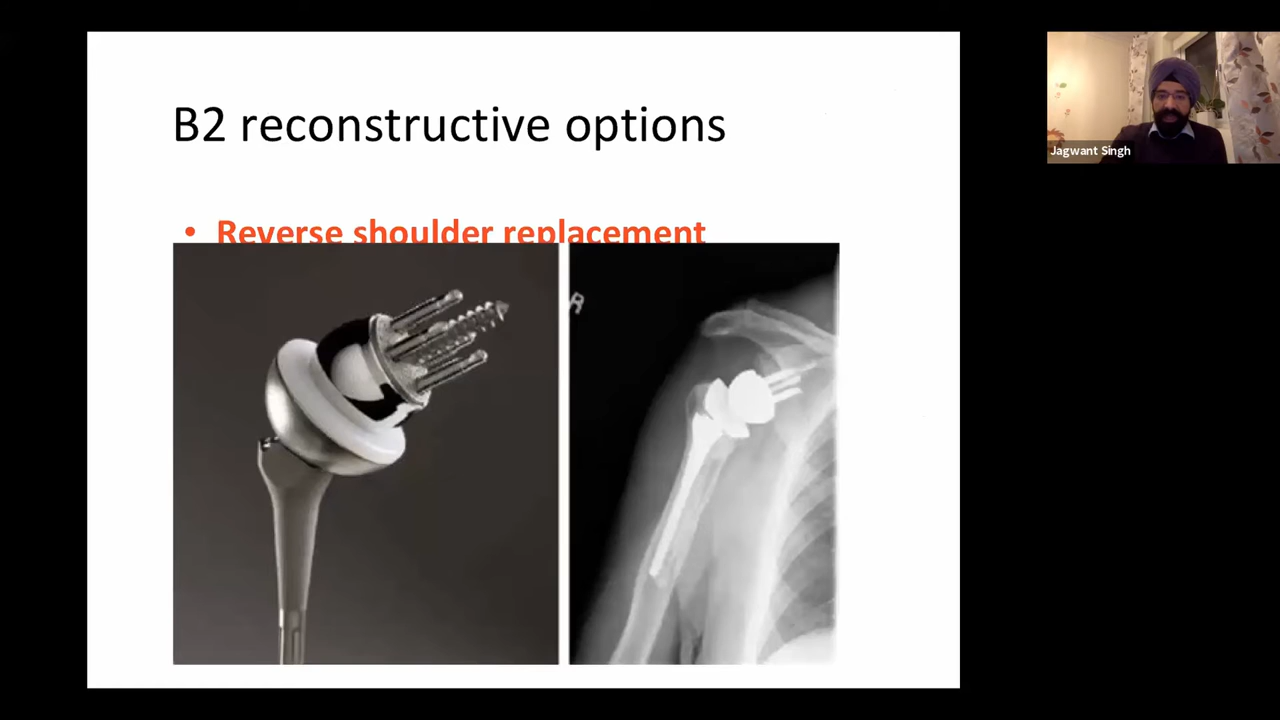 B2 reconstructive options
• Reverse shoulder replacement
R
Jagwant Singh